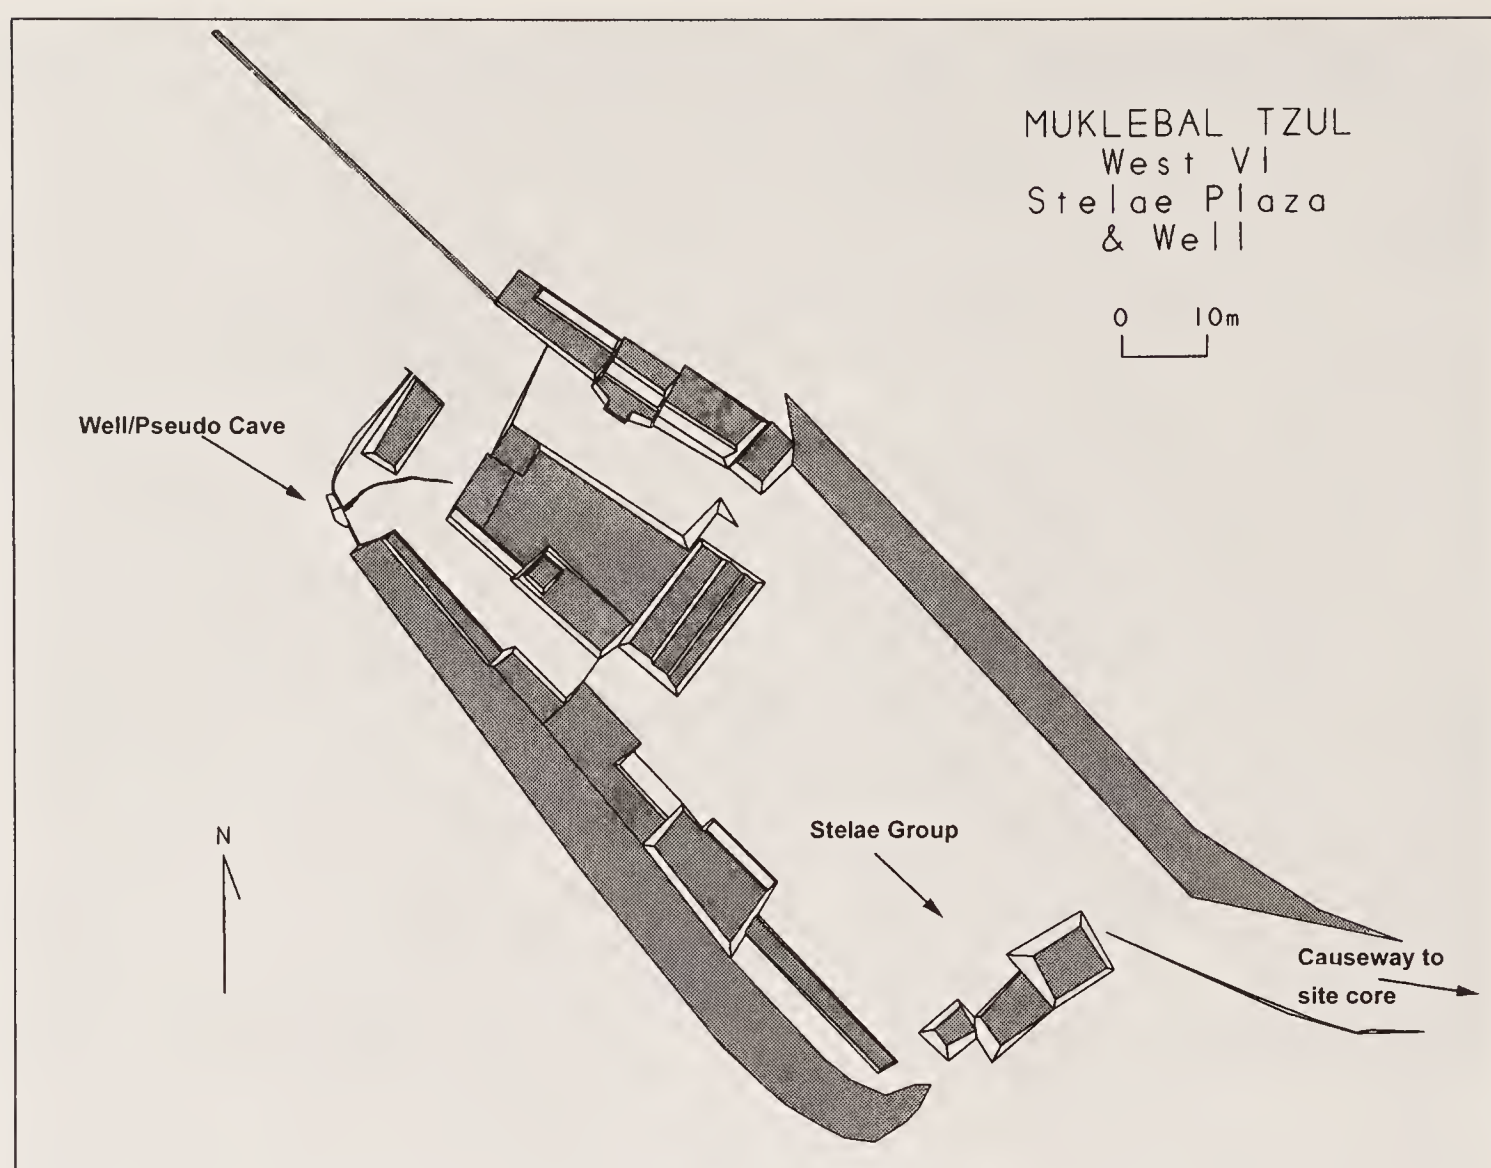 MUKLEBAL TZUL
West VI
Stelae Plaza
& Well
0 10m
Well/Pseudo Cave
N
Stelae Group
Causeway to
site core